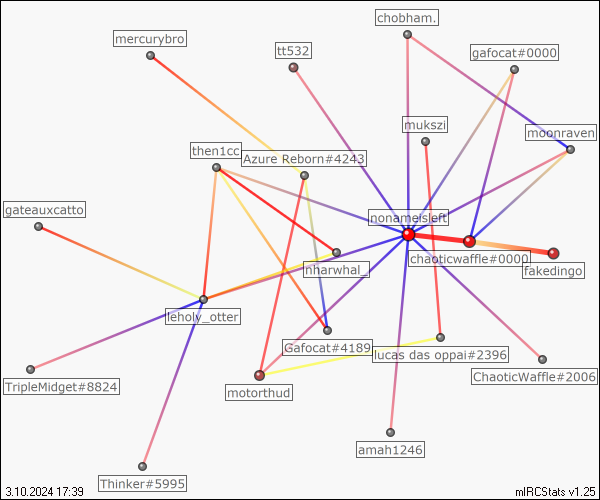 chobham.
mercurybro
tt532
gafocat#0000
mukszi
moonraven
then1cc
Azure Reborn#4243
gateauxcatto
nonameisleft
chaoticwaffle#0000
nharwhal_
fakedingo
leholy_otter
Gafocat#4189
lucas das oppai#2396
TripleMidget#8824
motorthud
ChaoticWaffle#2006
amah1246
Thinker#5995
3.10.2024 17:39
mIRCStats v1.25